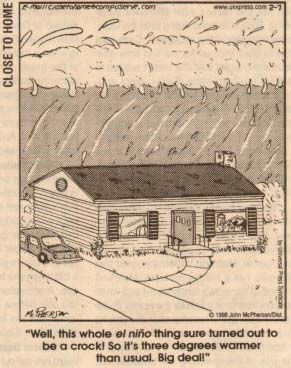 CLOSE TO HOME
E-mail: closetohome@compuserve.com
www.uexpress.com 2-7
McPHERSON
© 1998 John McPherson/Dist.
by Universal Press Syndicate
"Well, this whole el niño thing sure turned out to
be a crock! So it's three degrees warmer
than usual. Big deal!"